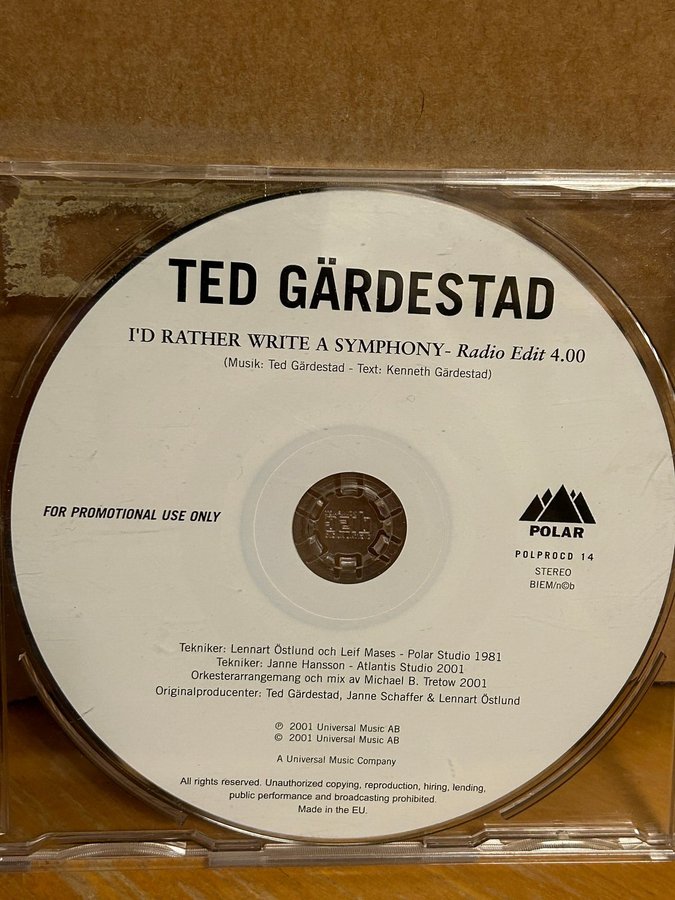 TED GÄRDESTAD
I'D RATHER WRITE A SYMPHONY- Radio Edit 4.00
(Musik: Ted Gärdestad - Text: Kenneth Gärdestad)
FOR PROMOTIONAL USE ONLY
POLAR
POLPROCD 14
STEREO
BIEM/n©b
Tekniker: Lennart Östlund och Leif Mases - Polar Studio 1981
Tekniker: Janne Hansson - Atlantis Studio 2001
Orkesterarrangemang och mix av Michael B. Tretow 2001
Originalproducenter: Ted Gärdestad, Janne Schaffer & Lennart Östlund
℗ 2001 Universal Music AB
© 2001 Universal Music AB
A Universal Music Company
All rights reserved. Unauthorized copying, reproduction, hiring, lending,
public performance and broadcasting prohibited.
Made in the EU.